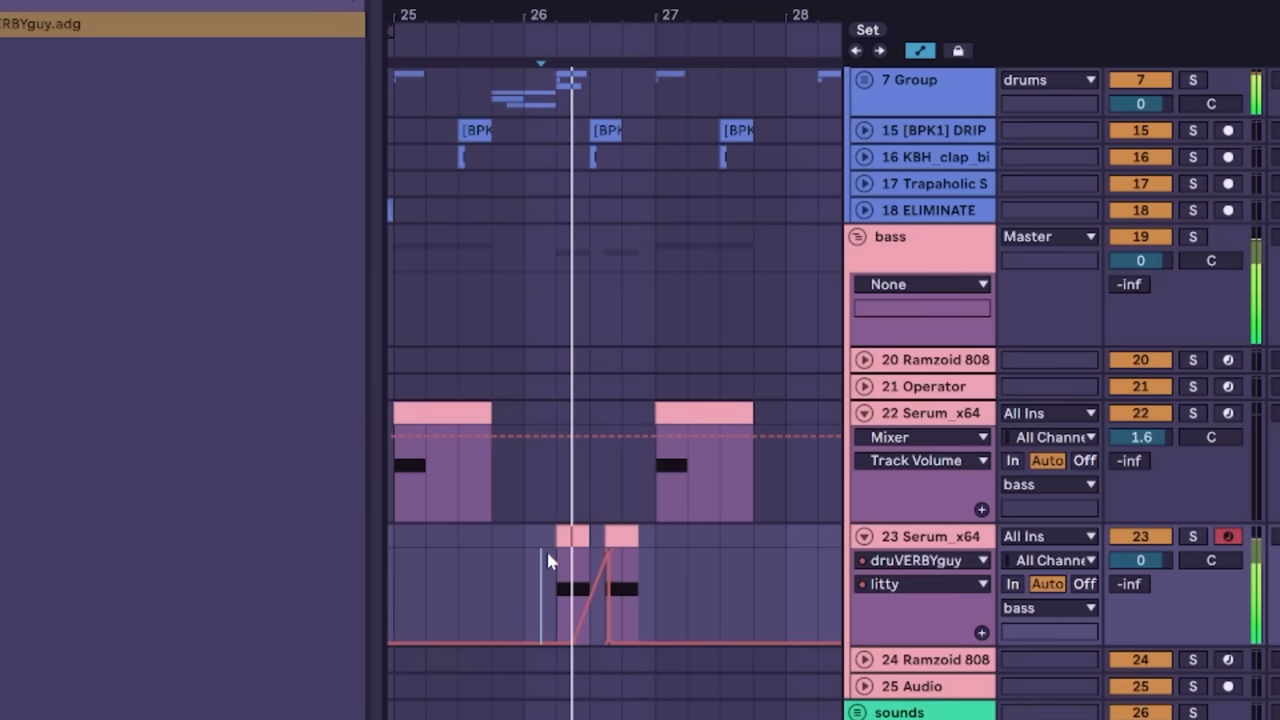 RBYguy.adg
25 26 27 28
Set
7 Group drums 7 S
0 C
[BPK [BPK [BPK 15 [BPK1] DRIP 15 S
16 KBH_clap_bi 16 S
17 Trapaholic S 17 S
18 ELIMINATE 18 S
bass Master 19 S
0 C
None -inf
20 Ramzoid 808 20 S
21 Operator 21 S
22 Serum_x64 All Ins 22 S
Mixer All Channe 1.6 C
Track Volume In Auto Off -inf
bass
23 Serum_x64 All Ins 23 S
druVERBYguy All Channe 0 C
litty In Auto Off -inf
bass
24 Ramzoid 808 24 S
25 Audio 25 S
sounds 26 S